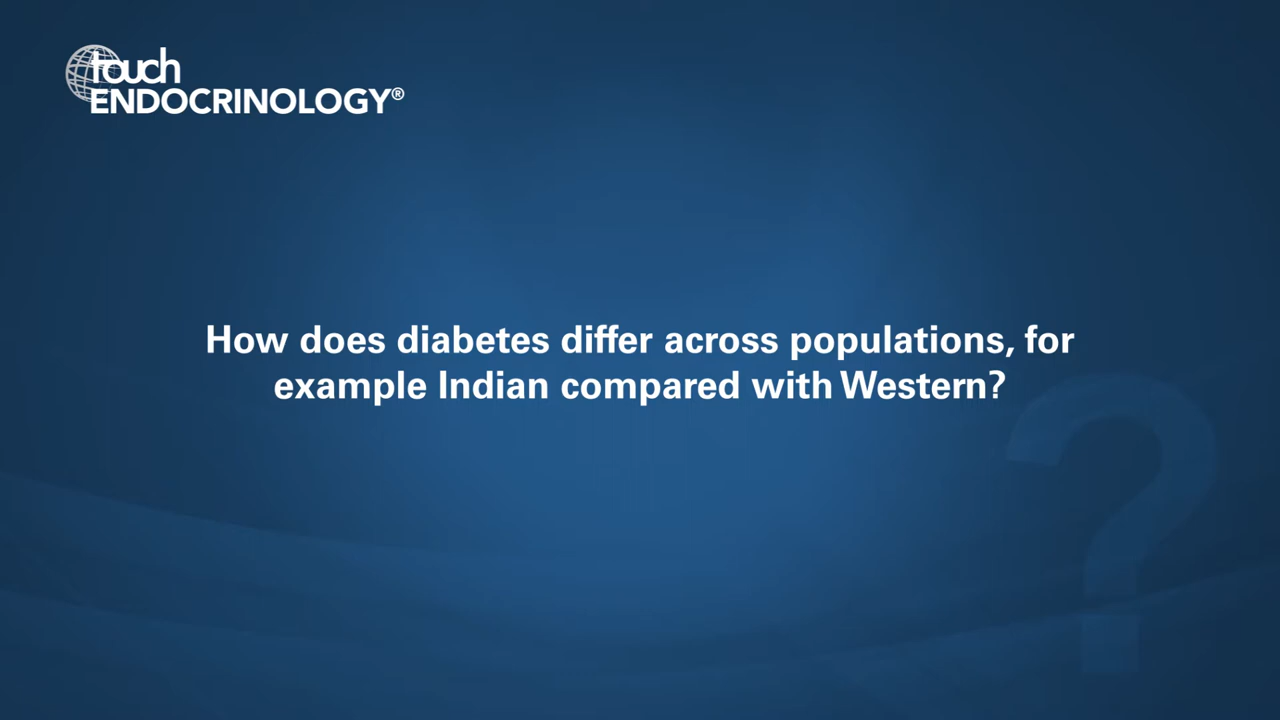 touch
ENDOCRINOLOGY®
How does diabetes differ across populations, for
example Indian compared with Western?